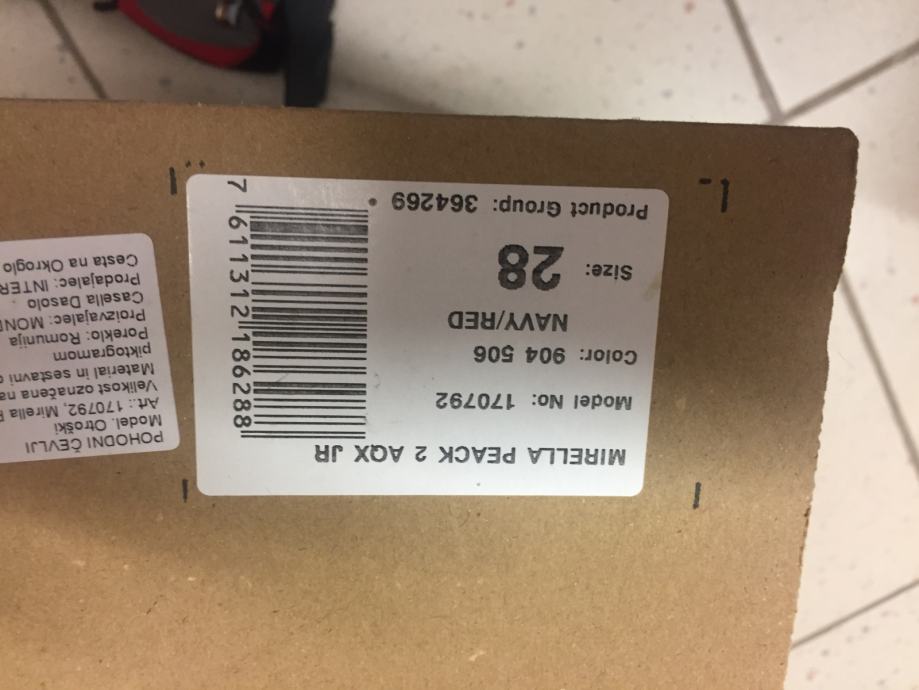 MIRELLA PEACK 2 AQX JR
Model No: 170792
Color: 904 506
NAVY/RED
Size: 28
Product Group: 364269
7 611312 186288
POHODNI ČEVLJI
Model. Otroški
Art.: 170792, Mirella
Velikost označena na
Material in sestavni
piktogramom
Poreklo: Romunija
Proizvajalec:
Casella Dasolo
Prodajalec:
Cesta na Okroglo